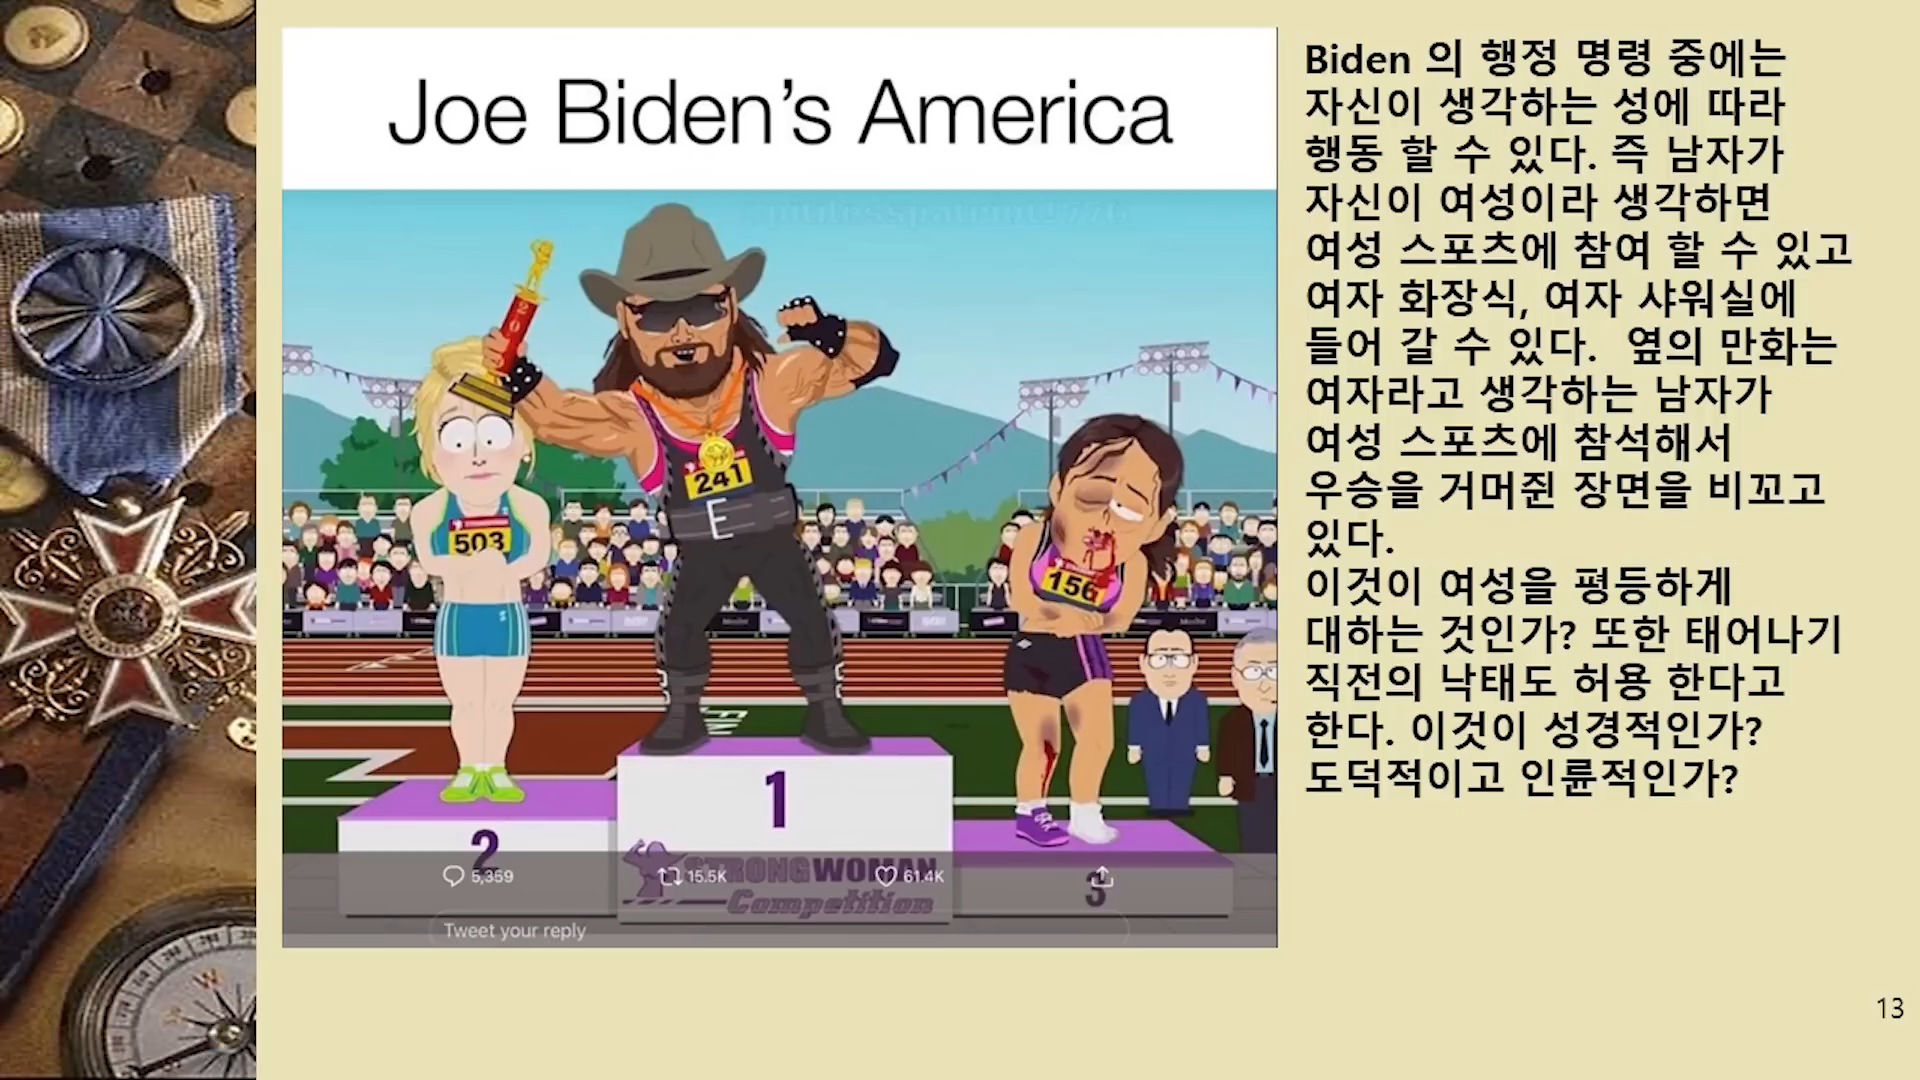 Joe Biden's America
Biden 의 행정 명령 중에는
자신이 생각하는 성에 따라
행동 할 수 있다. 즉 남자가
자신이 여성이라 생각하면
여성 스포츠에 참여 할 수 있고
여자 화장식, 여자 샤워실에
들어 갈 수 있다. 옆의 만화는
여자라고 생각하는 남자가
여성 스포츠에 참석해서
우승을 거머쥔 장면을 비꼬고
있다.
이것이 여성을 평등하게
대하는 것인가? 또한 태어나기
직전의 낙태도 허용 한다고
한다. 이것이 성경적인가?
도덕적이고 인륜적인가?
503
241
E
156
1
2
3
STRONGWOMAN
Competition
5,359
15.5K
61.4K
Tweet your reply
13